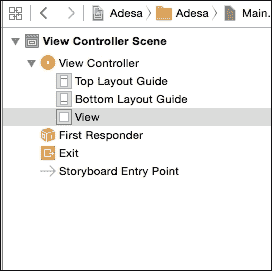 Adesa Adesa Main.
View Controller Scene
View Controller
Top Layout Guide
Bottom Layout Guide
View
First Responder
Exit
Storyboard Entry Point